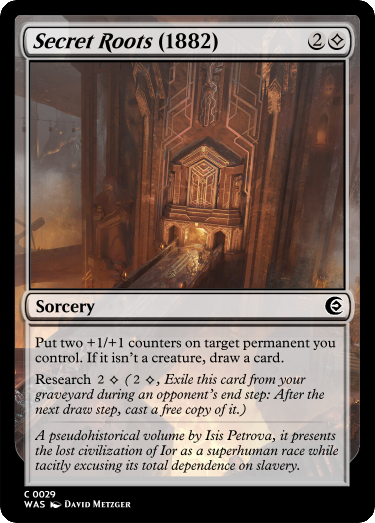 Secret Roots (1882) 2
Sorcery
Put two +1/+1 counters on target permanent you
control. If it isn't a creature, draw a card.
Research 2 ( 2 , Exile this card from your
graveyard during an opponent's end step: After the
next draw step, cast a free copy of it.)
A pseudohistorical volume by Isis Petrova, it presents
the lost civilization of Ior as a superhuman race while
tacitly excusing its total dependence on slavery.
C 0029
WAS DAVID METZGER